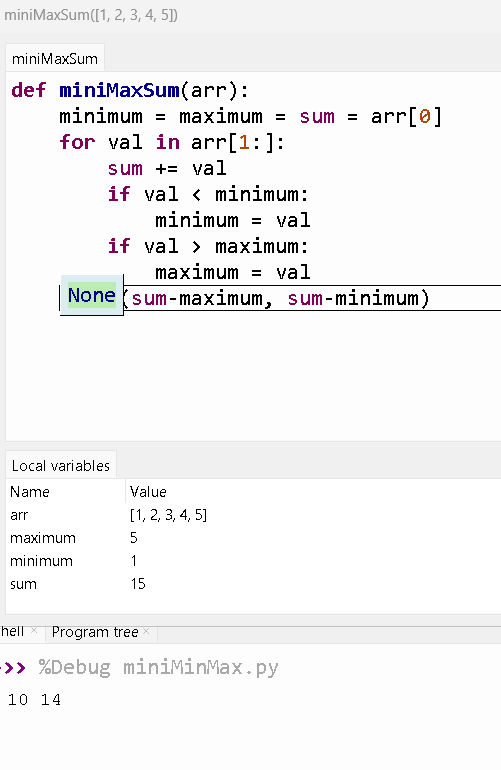 miniMaxSum([1, 2, 3, 4, 5])
miniMaxSum
def miniMaxSum(arr):
minimum = maximum = sum = arr[0]
for val in arr[1:]:
sum += val
if val < minimum:
minimum = val
if val > maximum:
maximum = val
None (sum-maximum, sum-minimum)
Local variables
Name Value
arr [1, 2, 3, 4, 5]
maximum 5
minimum 1
sum 15
hell × Program tree ×
>>> %Debug miniMinMax.py
10 14